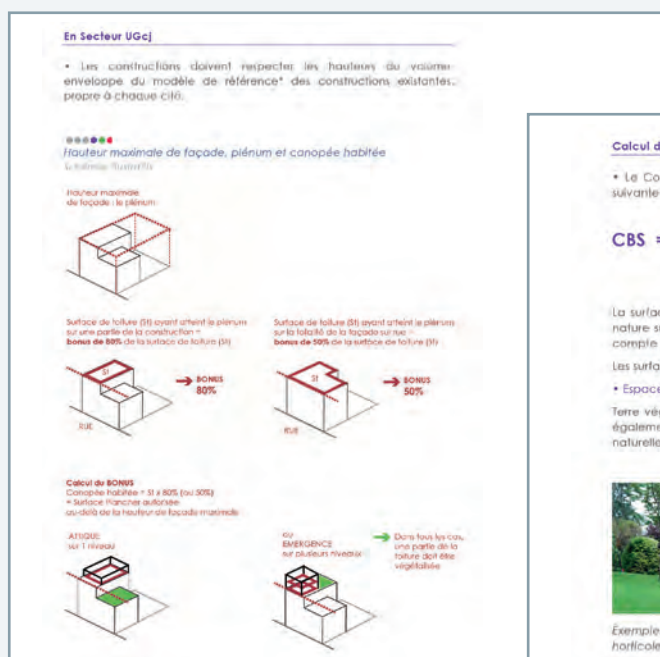 En Secteur UGcj
• Les constructions doivent respecter les hauteurs du volume
enveloppe du modèle de référence* des constructions existantes,
propre à chaque cité.
Hauteur maximale de façade, plénum et canopée habitée
Hauteur maximale
de façade : le plénum
Surface de toiture (St) ayant atteint le plénum
sur une partie de la construction =
bonus de 80% de la surface de toiture (St)
Surface de toiture (St) ayant atteint le plénum
sur la totalité de la façade sur rue =
bonus de 50% de la surface de toiture (St)
St
BONUS
80%
RUE
St
BONUS
50%
RUE
Calcul du BONUS
Canopée habitée = St x 80% (ou 50%)
= Surface Plancher autorisée
au-delà de la hauteur de façade maximale
ATTIQUE
sur 1 niveau
ou
EMERGENCE
sur plusieurs niveaux
Dans tous les cas,
une partie de la
toiture doit être
végétalisée
Calcul d
• Le Co
suivante
CBS =
La surfa
nature s
compte
Les surfa
• Espace
Terre vég
égaleme
naturelle
Exemple
horticole